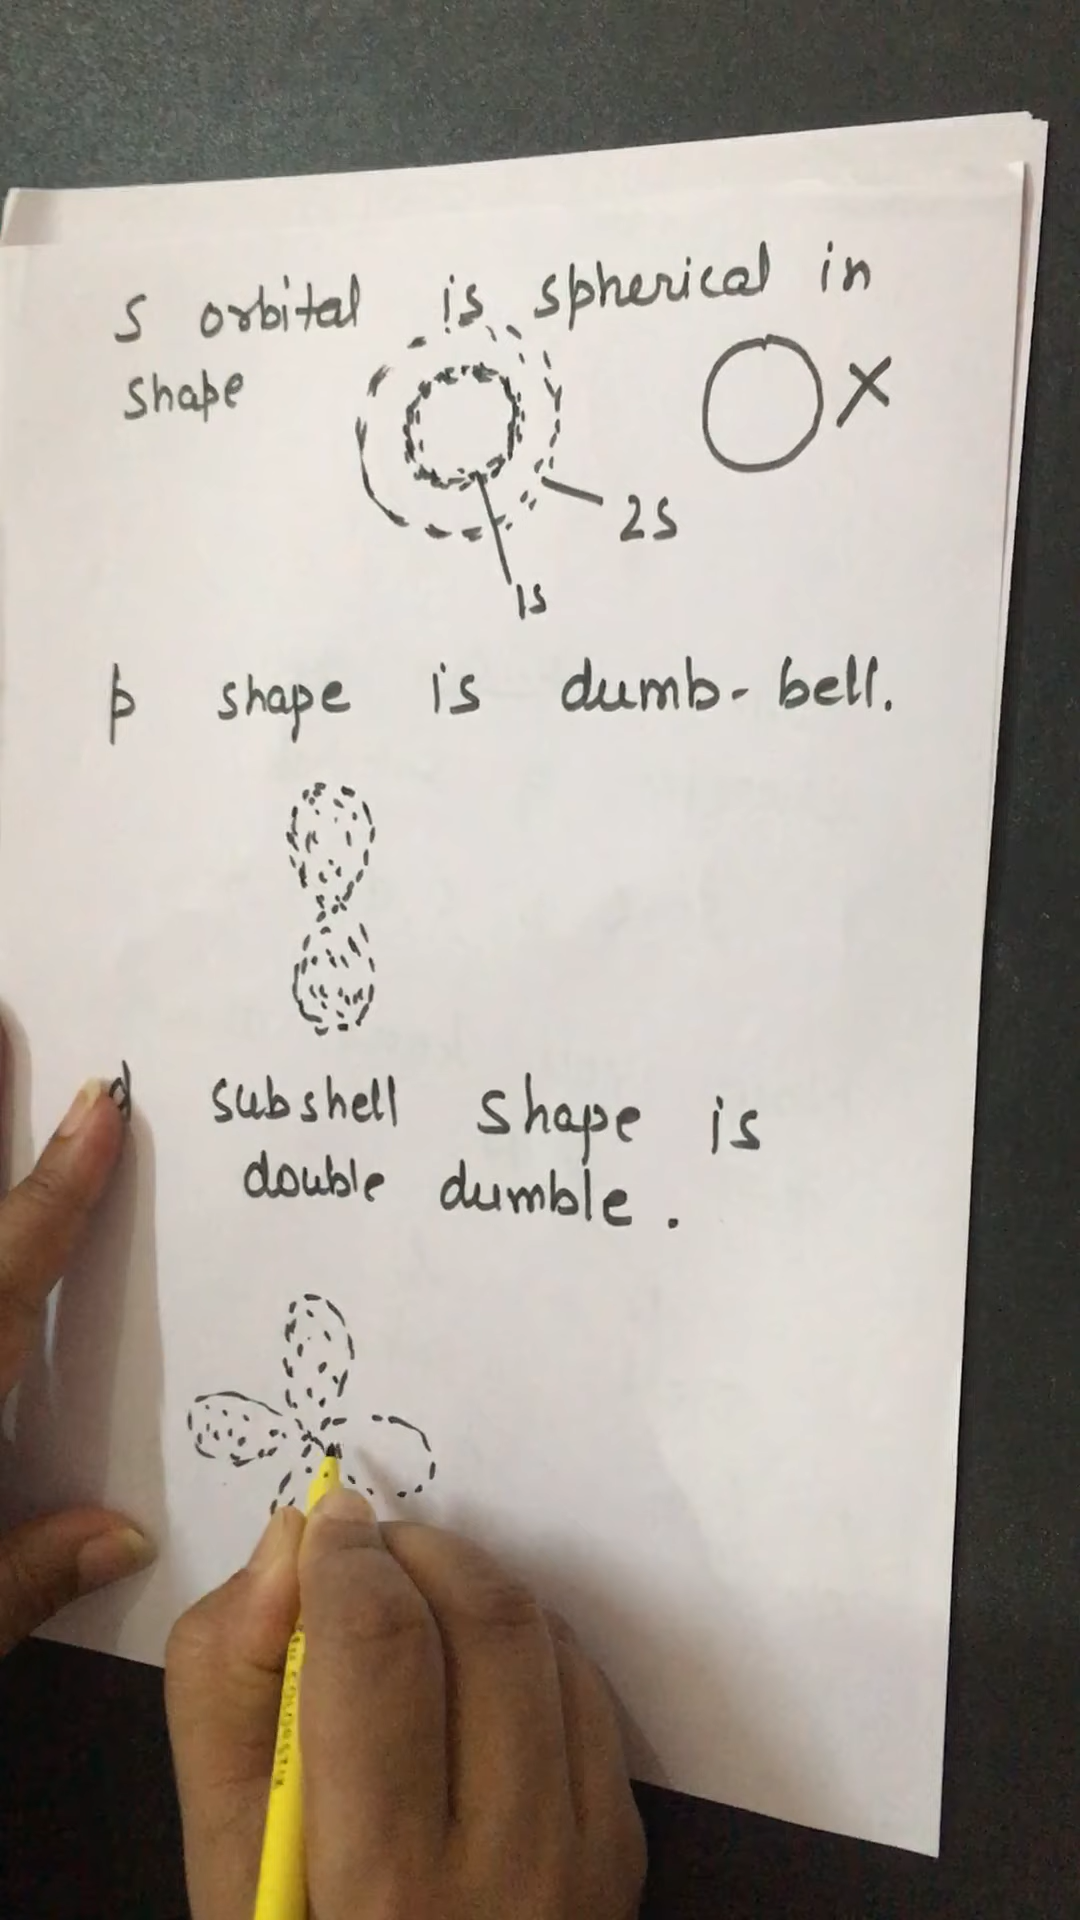 S orbital is spherical in
shape
X
2S
1S
p shape is dumb-bell.
d subshell shape is
double dumble.